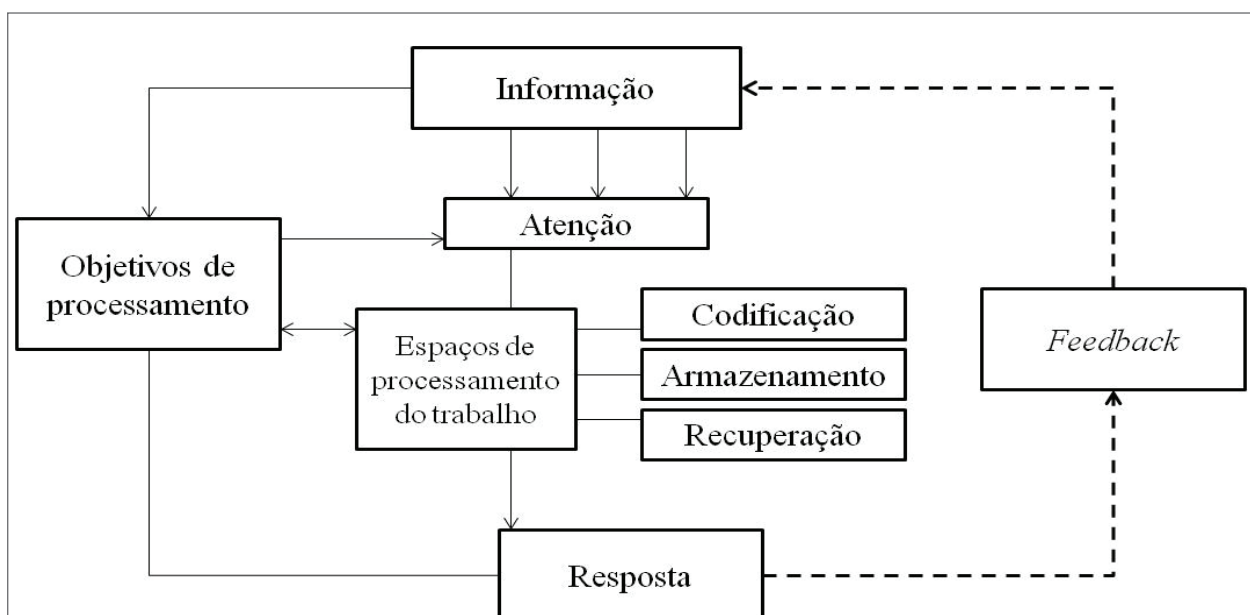 Informação
Atenção
Objetivos de
processamento
Espaços de
processamento
do trabalho
Codificação
Armazenamento
Recuperação
Feedback
Resposta